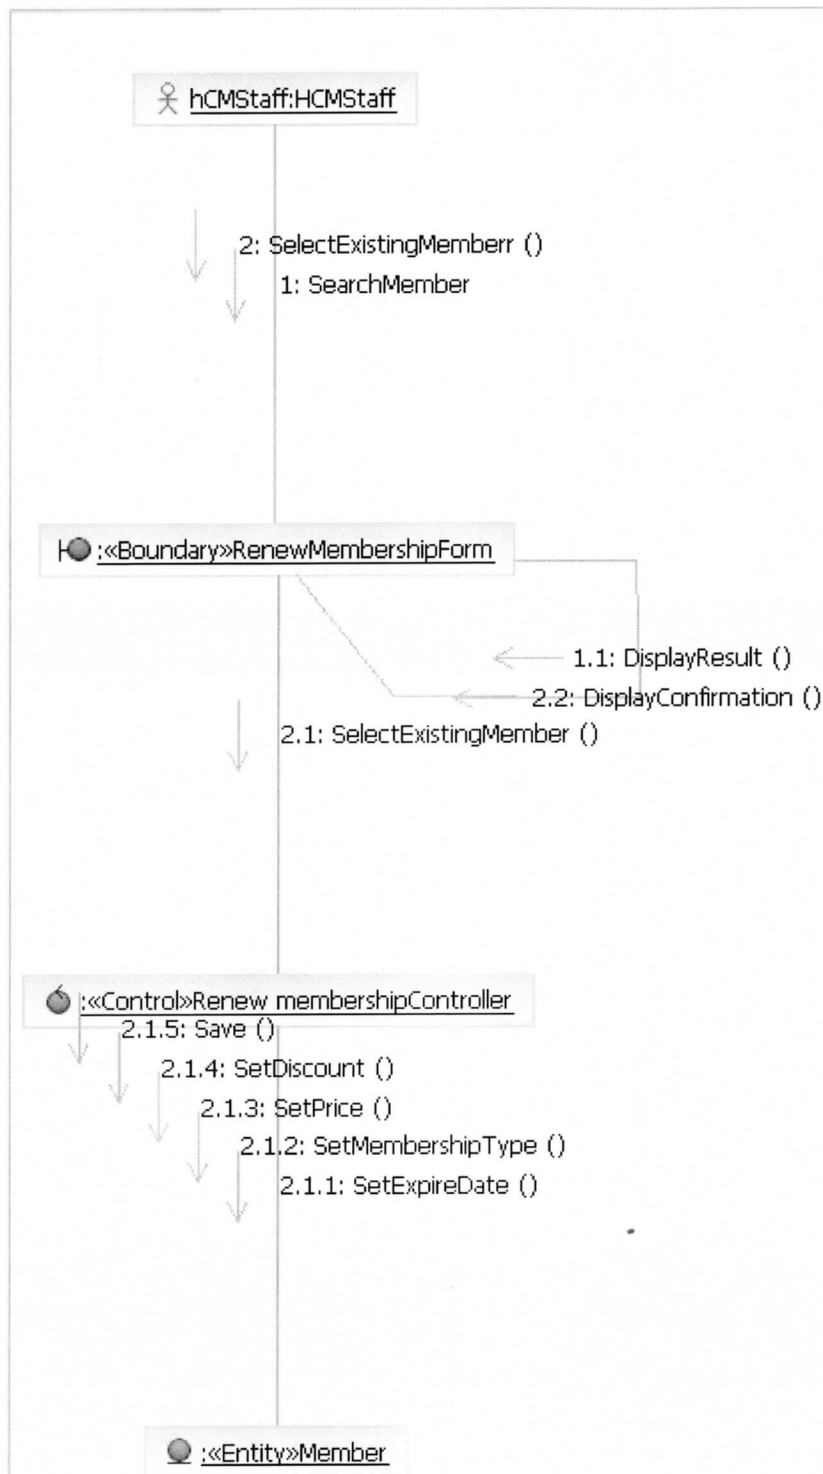 hCMStaff:HCMStaff
2: SelectExistingMemberr ()
1: SearchMember
:«Boundary»RenewMembershipForm
1.1: DisplayResult ()
2.2: DisplayConfirmation ()
2.1: SelectExistingMember ()
:«Control»Renew membershipController
2.1.5: Save ()
2.1.4: SetDiscount ()
2.1.3: SetPrice ()
2.1.2: SetMembershipType ()
2.1.1: SetExpireDate ()
:«Entity»Member